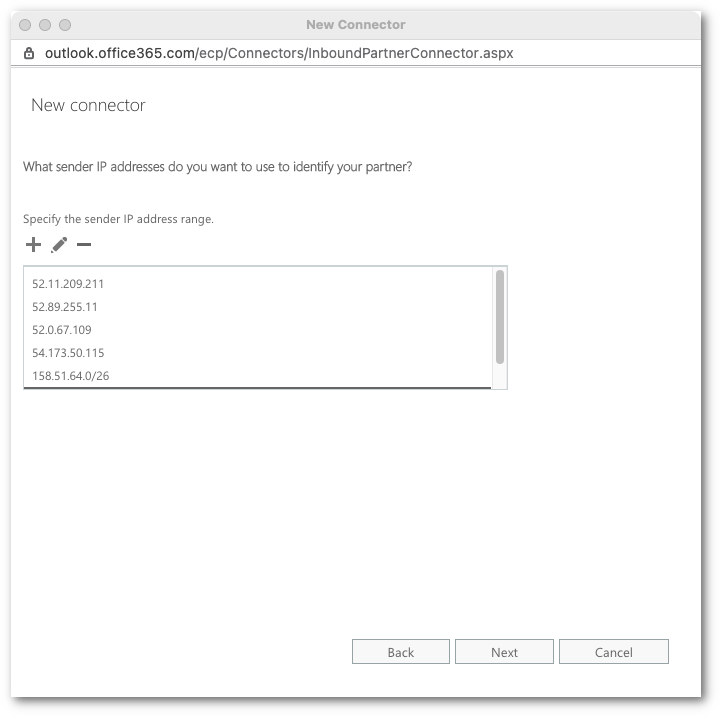 New Connector
outlook.office365.com/ecp/Connectors/InboundPartnerConnector.aspx
New connector
What sender IP addresses do you want to use to identify your partner?
Specify the sender IP address range.
52.11.209.211
52.89.255.11
52.0.67.109
54.173.50.115
158.51.64.0/26
Back Next Cancel